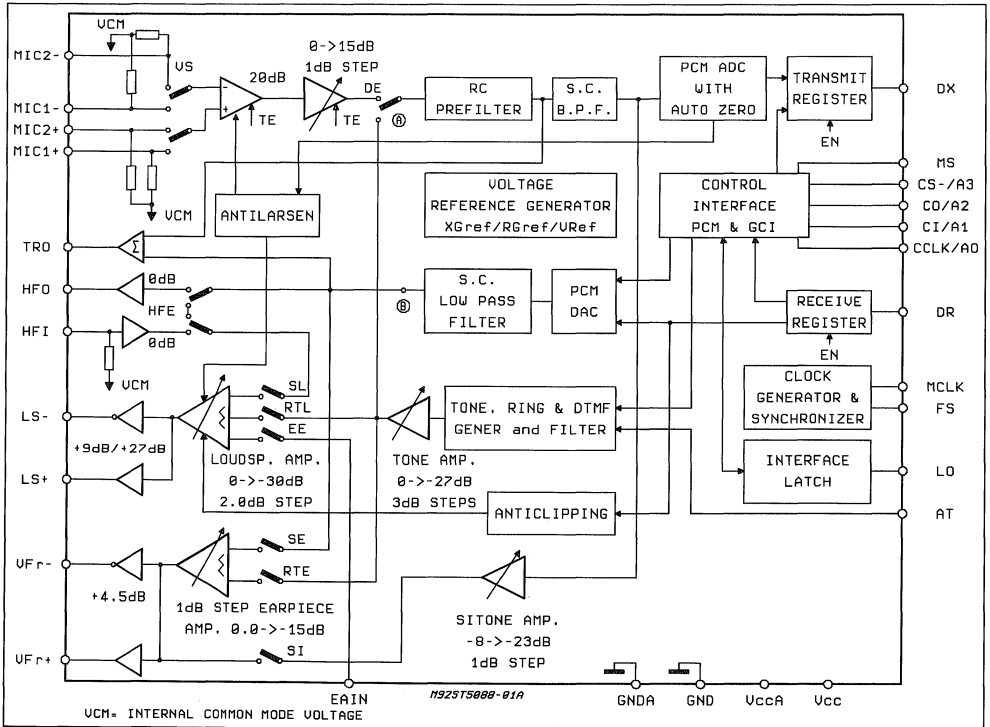 VCM
MIC2-
VS
MIC1-
MIC2+
MIC1+
VCM
20dB
-
+
TE
0->15dB
1dB STEP
TE
DE
A
RC
PREFILTER
S.C.
B.P.F.
PCM ADC
WITH
AUTO ZERO
TRANSMIT
REGISTER
EN
DX
ANTILARSEN
VOLTAGE
REFERENCE GENERATOR
XGref/RGref/VRef
CONTROL
INTERFACE
PCM & GCI
MS
CS-/A3
CO/A2
CI/A1
CCLK/A0
TRO
Σ
HFO
0dB
HFE
HFI
0dB
VCM
B
S.C.
LOW PASS
FILTER
PCM
DAC
RECEIVE
REGISTER
EN
DR
CLOCK
GENERATOR &
SYNCHRONIZER
MCLK
FS
LS-
+9dB/+27dB
LS+
SL
RTL
EE
LOUDSP. AMP.
0->-30dB
2.0dB STEP
TONE AMP.
0->-27dB
3dB STEPS
TONE, RING & DTMF
GENER and FILTER
INTERFACE
LATCH
LO
AT
ANTICLIPPING
VFr-
+4.5dB
VFr+
SE
RTE
1dB STEP EARPIECE
AMP. 0.0->-15dB
SI
SITONE AMP.
-8->-23dB
1dB STEP
EAIN
M92ST5088-01A
GNDA
GND
VccA
Vcc
VCM= INTERNAL COMMON MODE VOLTAGE